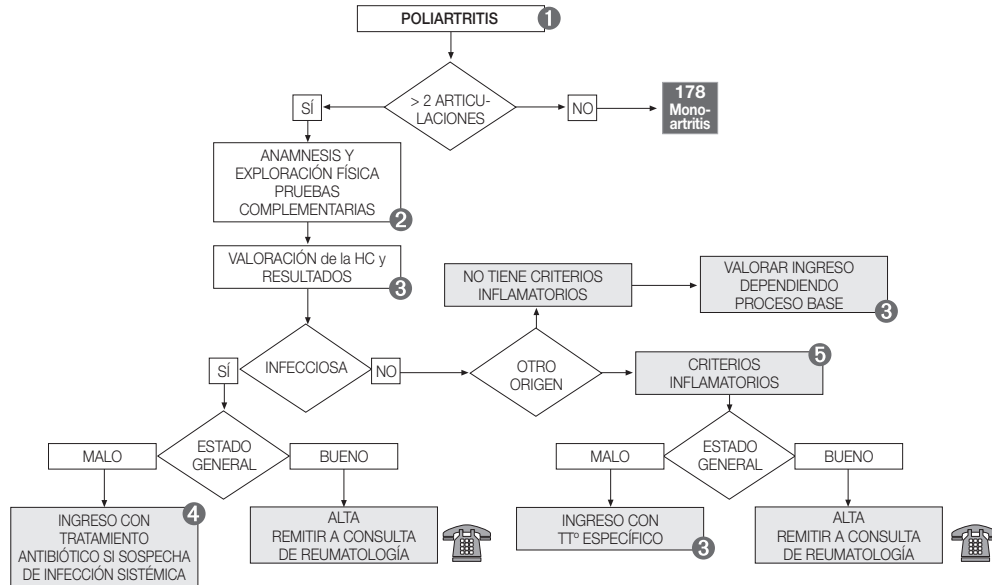 POLIARTRITIS
1
> 2 ARTICU-
LACIONES
SÍ
NO
178
Mono-
artritis
ANAMNESIS Y
EXPLORACIÓN FÍSICA
PRUEBAS
COMPLEMENTARIAS
2
VALORACIÓN de la HC y
RESULTADOS
3
NO TIENE CRITERIOS
INFLAMATORIOS
VALORAR INGRESO
DEPENDIENDO
PROCESO BASE
3
INFECCIOSA
SÍ
NO
OTRO
ORIGEN
CRITERIOS
INFLAMATORIOS
5
MALO
ESTADO
GENERAL
BUENO
MALO
ESTADO
GENERAL
BUENO
INGRESO CON
TRATAMIENTO
ANTIBIÓTICO SI SOSPECHA
DE INFECCIÓN SISTÉMICA
4
ALTA
REMITIR A CONSULTA
DE REUMATOLOGÍA
INGRESO CON
TTº ESPECÍFICO
3
ALTA
REMITIR A CONSULTA
DE REUMATOLOGÍA